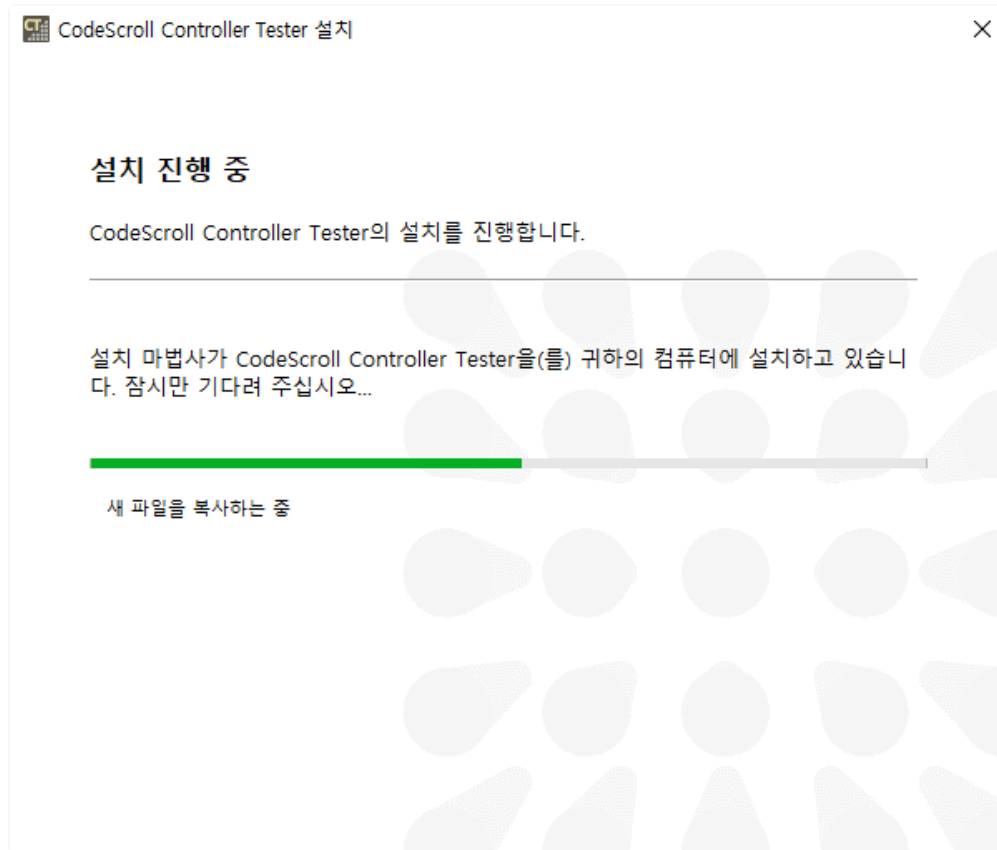 CT
CodeScroll Controller Tester 설치
설치 진행 중
CodeScroll Controller Tester의 설치를 진행합니다.
설치 마법사가 CodeScroll Controller Tester을(를) 귀하의 컴퓨터에 설치하고 있습니
다. 잠시만 기다려 주십시오...
새 파일을 복사하는 중